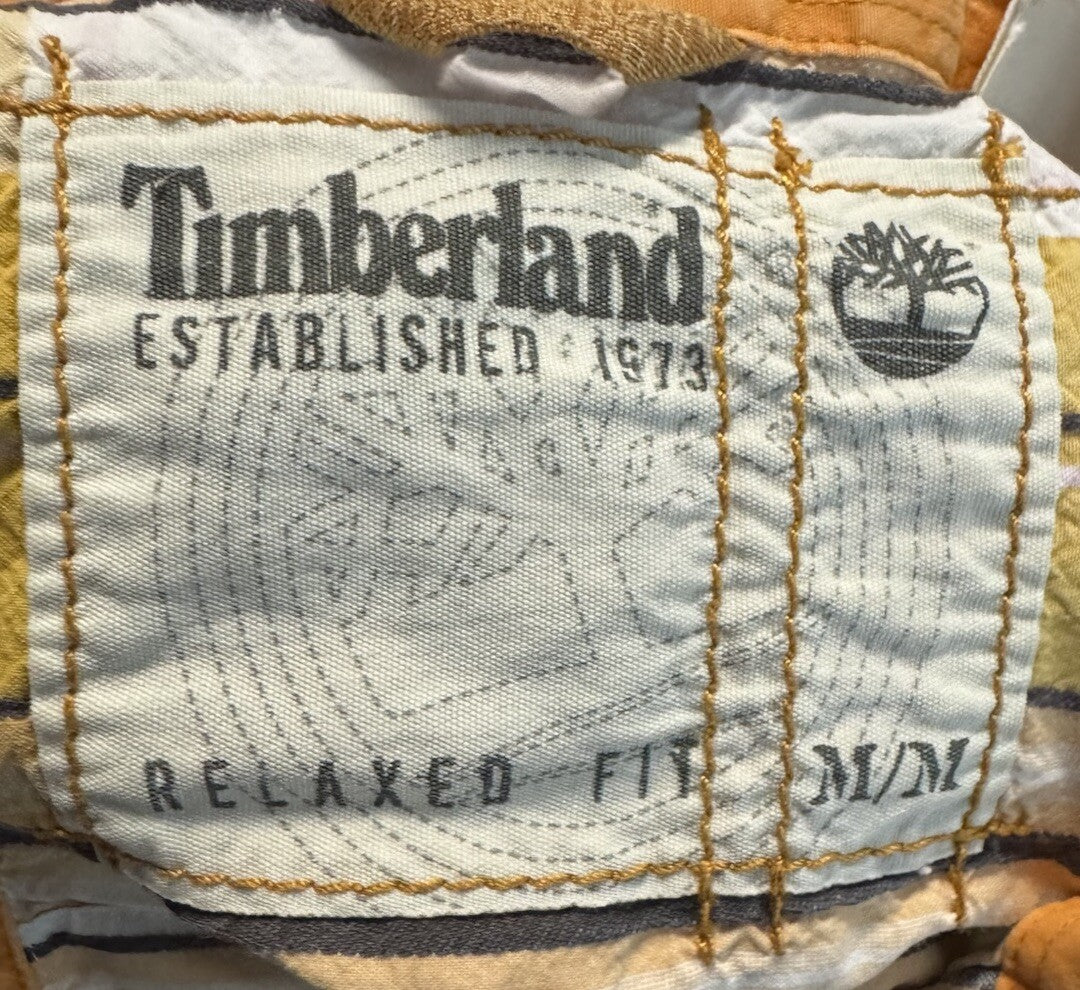 Timberland
ESTABLISHED : 1973
RELAXED FIT M/M